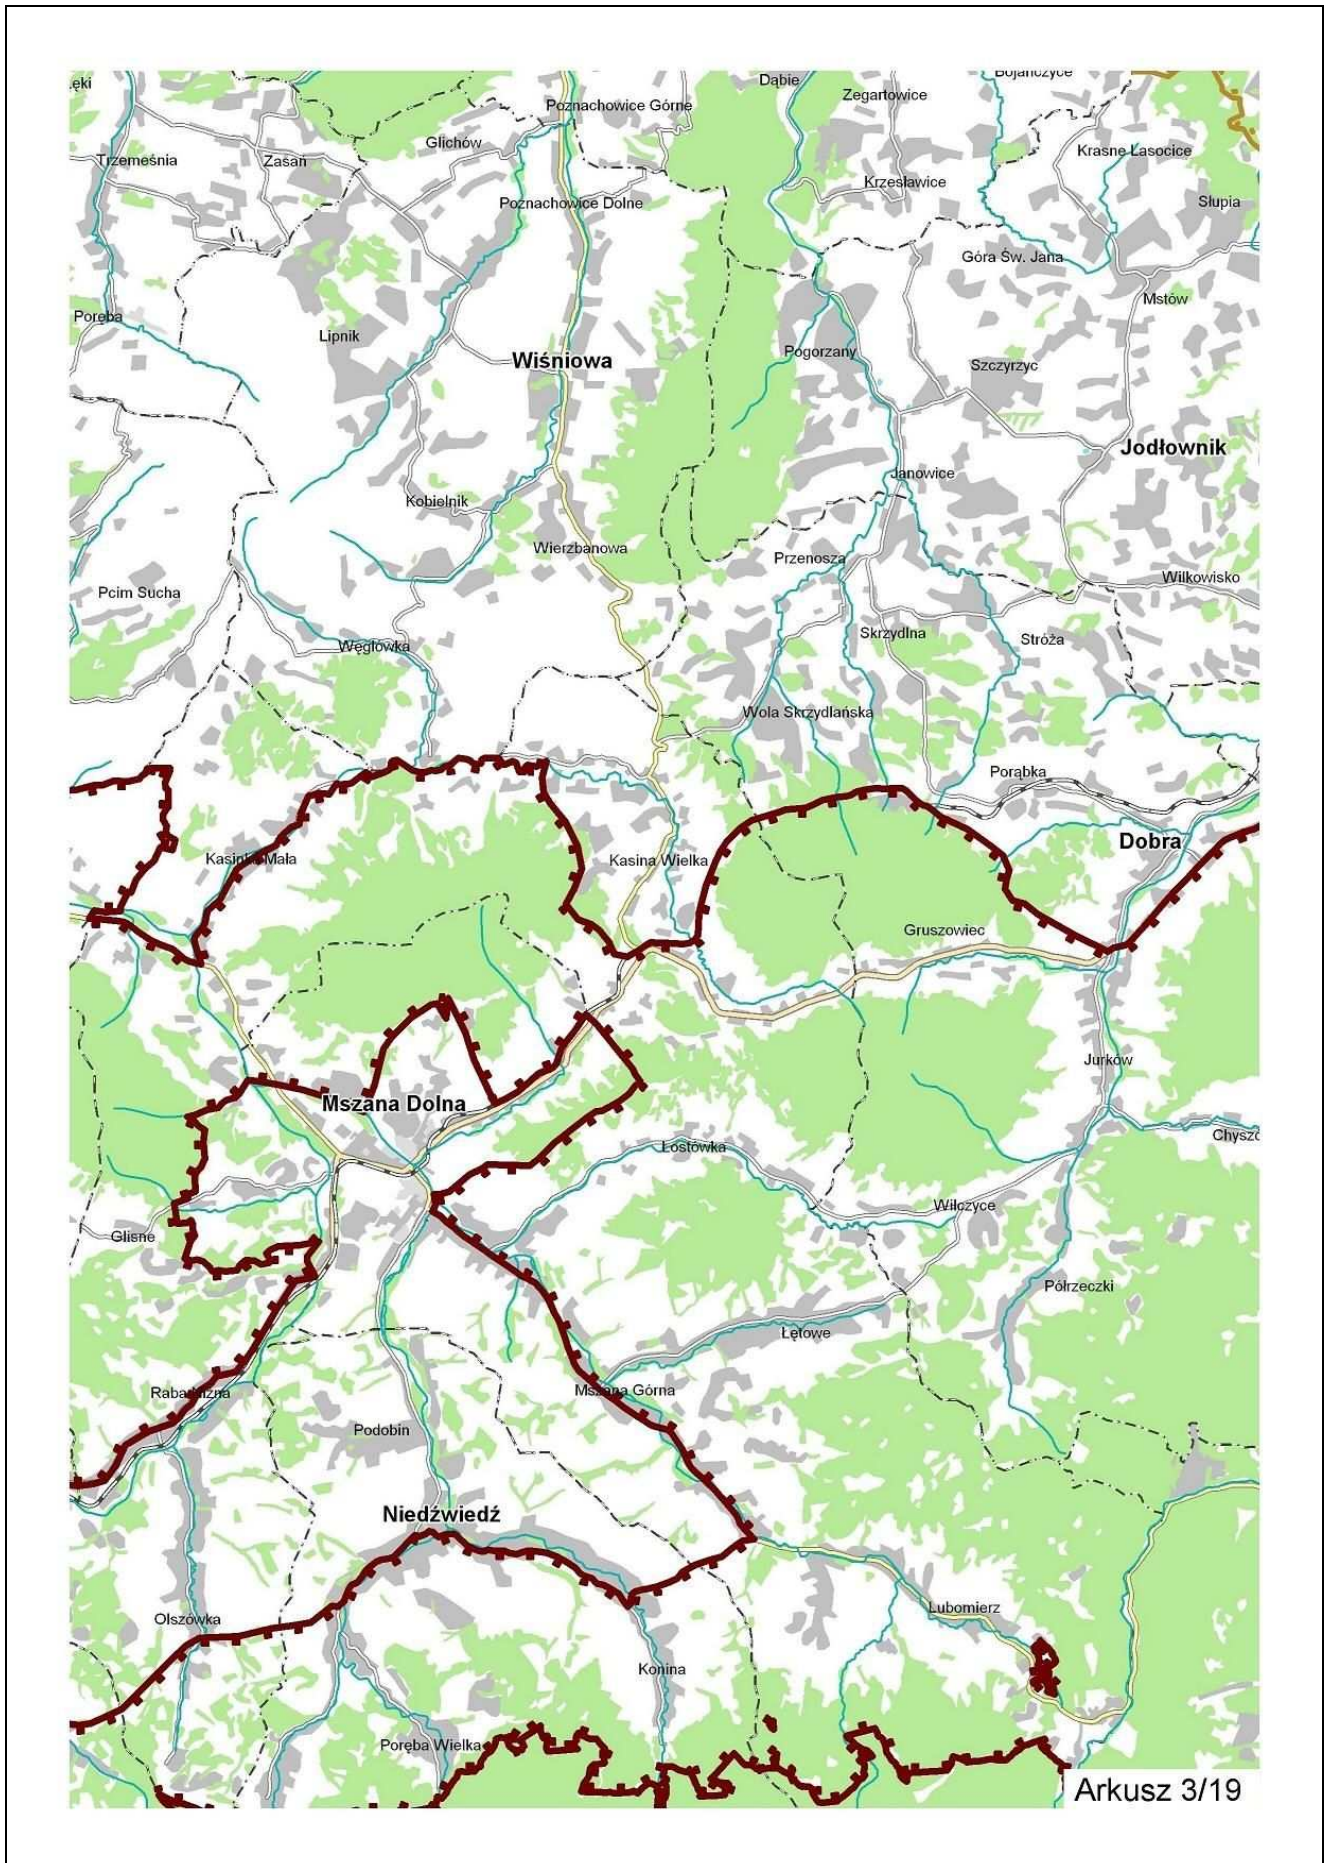 Dąbie
Bojańczyce
Zegartowice
Poznachowice Górne
Glichów
Krasne Lasocice
Trzemeśnia
Zasań
Krzesławice
Poznachowice Dolne
Słupia
Góra Św. Jana
Mstów
Poręba
Lipnik
Pogorzany
Wiśniowa
Szczyrzyc
Jodłownik
Janowice
Kobielnik
Wierzbanowa
Przenosza
Wilkowisko
Pcim Sucha
Skrzydlna
Stróża
Węglówka
Wola Skrzydlańska
Porąbka
Dobra
Kasinka Mała
Kasina Wielka
Gruszowiec
Jurków
Mszana Dolna
Łostówka
Wilczyce
Glisne
Półrzeczki
Łętowe
Raba Niżna
Mszana Górna
Podobin
Niedźwiedź
Lubomierz
Olszówka
Konina
Poręba Wielka
Arkusz 3/19